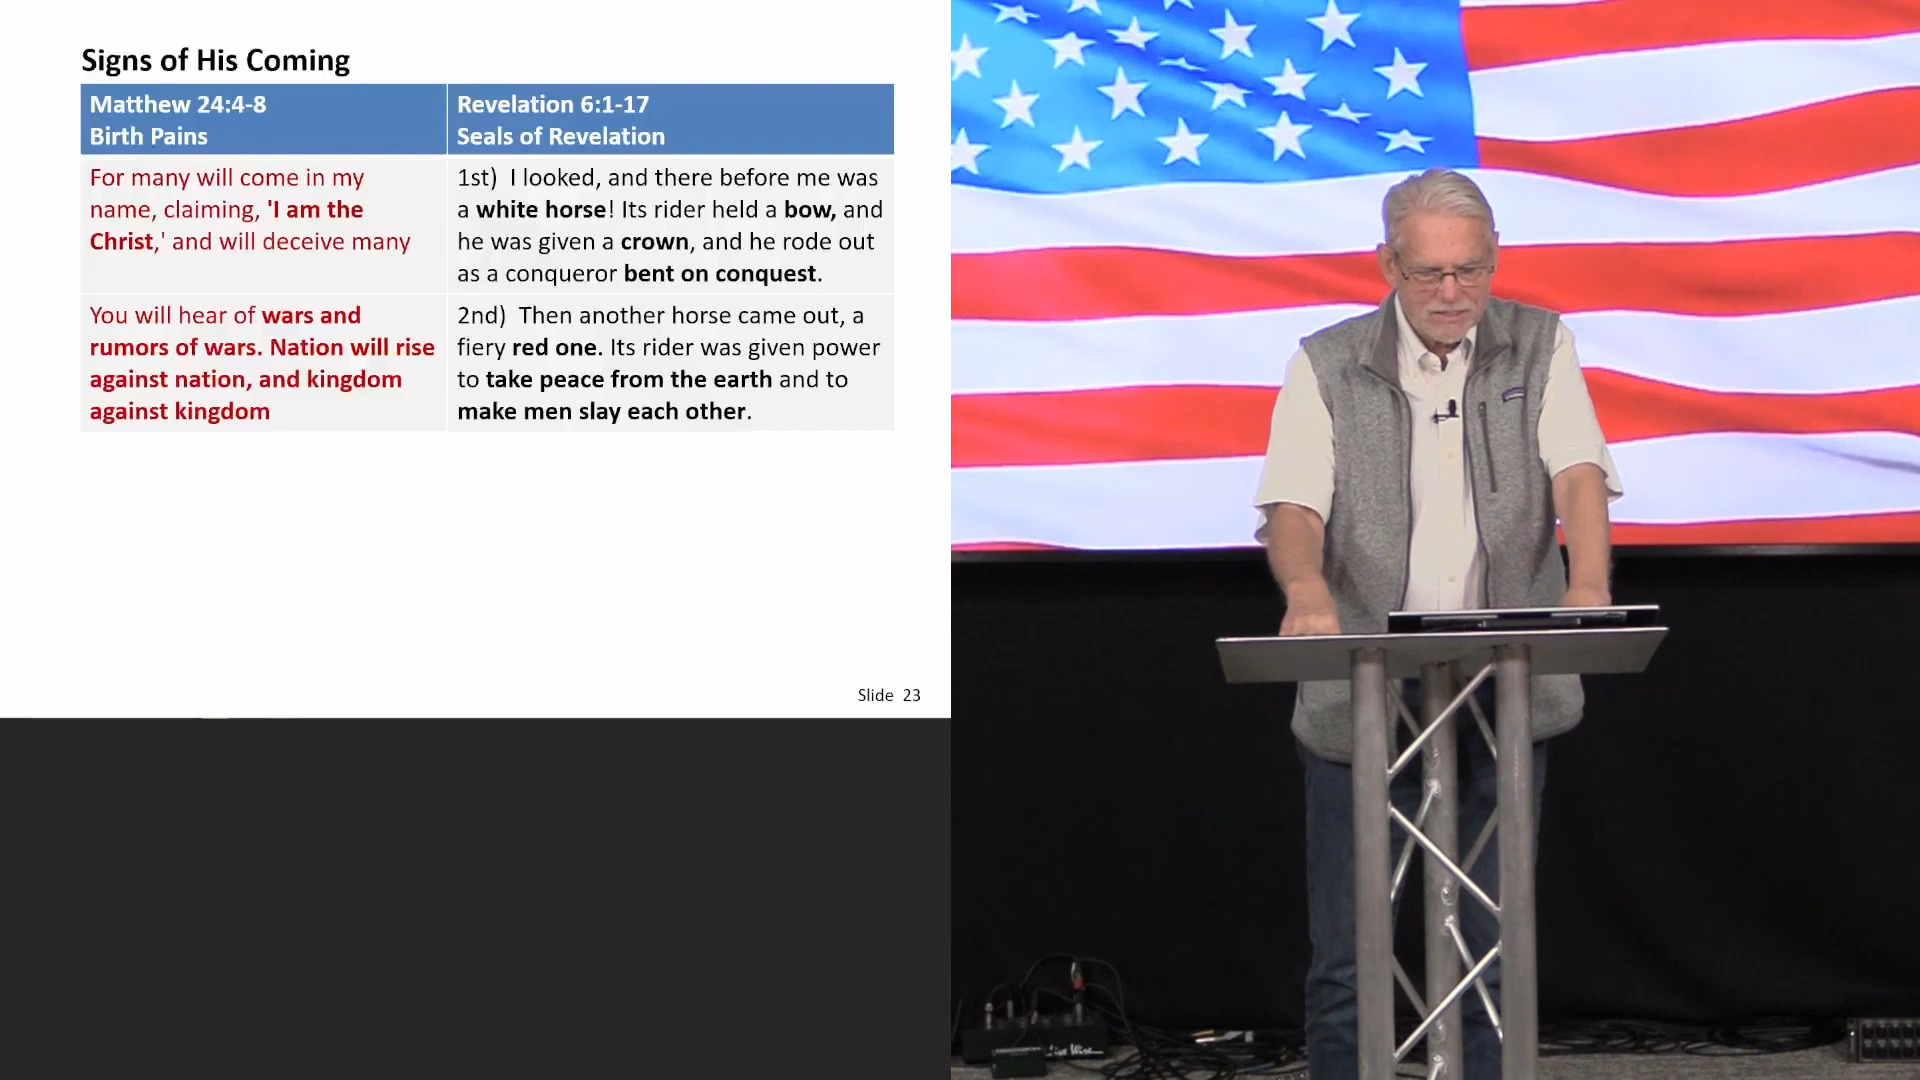 Signs of His Coming
Matthew 24:4-8
Birth Pains
Revelation 6:1-17
Seals of Revelation
For many will come in my
name, claiming, 'I am the
Christ,' and will deceive many
1st) I looked, and there before me was
a white horse! Its rider held a bow, and
he was given a crown, and he rode out
as a conqueror bent on conquest.
You will hear of wars and
rumors of wars. Nation will rise
against nation, and kingdom
against kingdom
2nd) Then another horse came out, a
fiery red one. Its rider was given power
to take peace from the earth and to
make men slay each other.
Slide 23
Live Wire